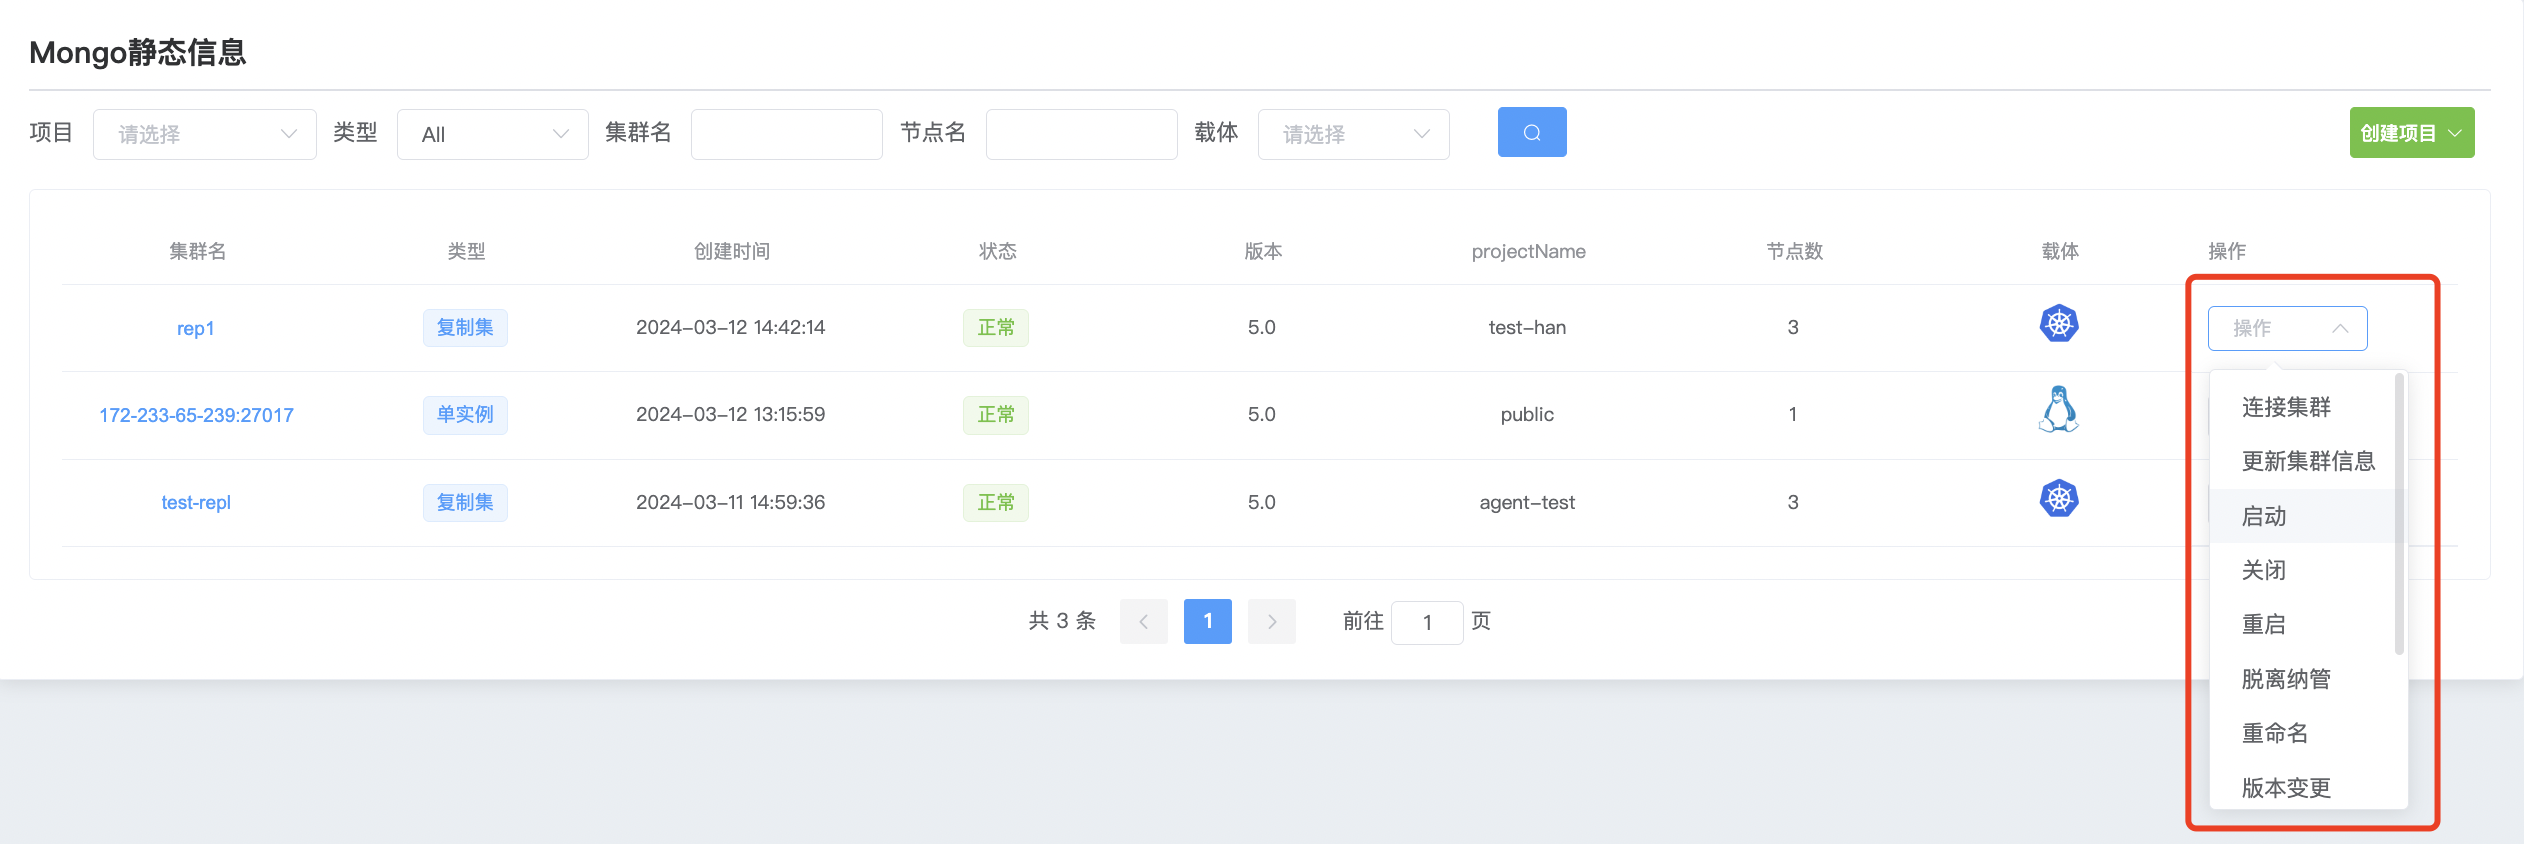 Mongo静态信息
项目 请选择 类型 All 集群名 节点名 载体 请选择 创建项目
集群名 类型 创建时间 状态 版本 projectName 节点数 载体 操作
rep1 复制集 2024-03-12 14:42:14 正常 5.0 test-han 3 操作
172-233-65-239:27017 单实例 2024-03-12 13:15:59 正常 5.0 public 1
test-repl 复制集 2024-03-11 14:59:36 正常 5.0 agent-test 3
连接集群
更新集群信息
启动
关闭
重启
脱离纳管
重命名
版本变更
共 3 条 1 前往 1 页